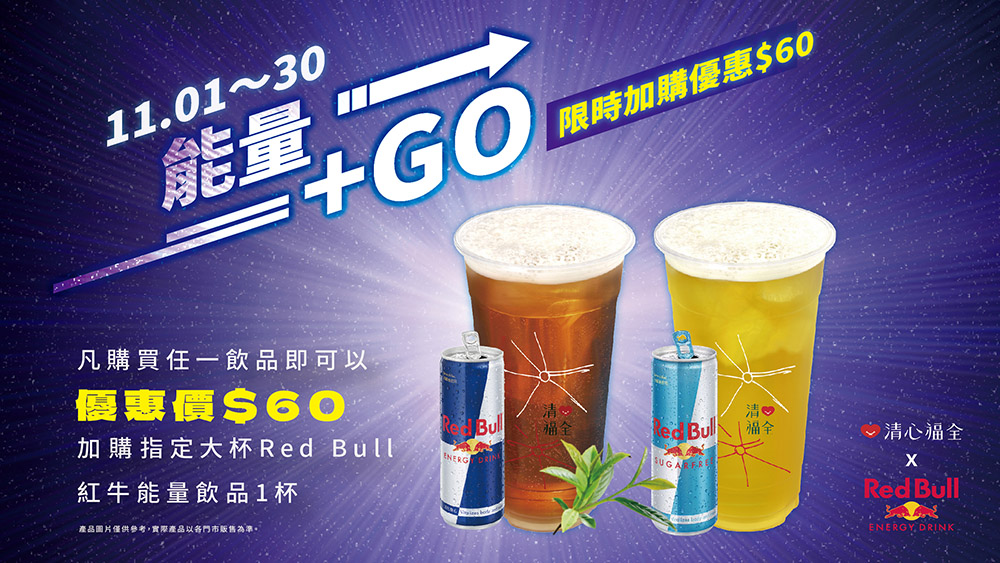 11.01～30
能量
+GO
限時加購優惠$60
凡購買任一飲品即可以
優惠價$60
加購指定大杯Red Bull
紅牛能量飲品1杯
產品圖片僅供參考，實際產品以各門市販售為準。
Red Bull
ENERGY DRINK
清心
福全
Red Bull
SUGARFREE
清心
福全
清心福全
X
Red Bull
ENERGY DRINK